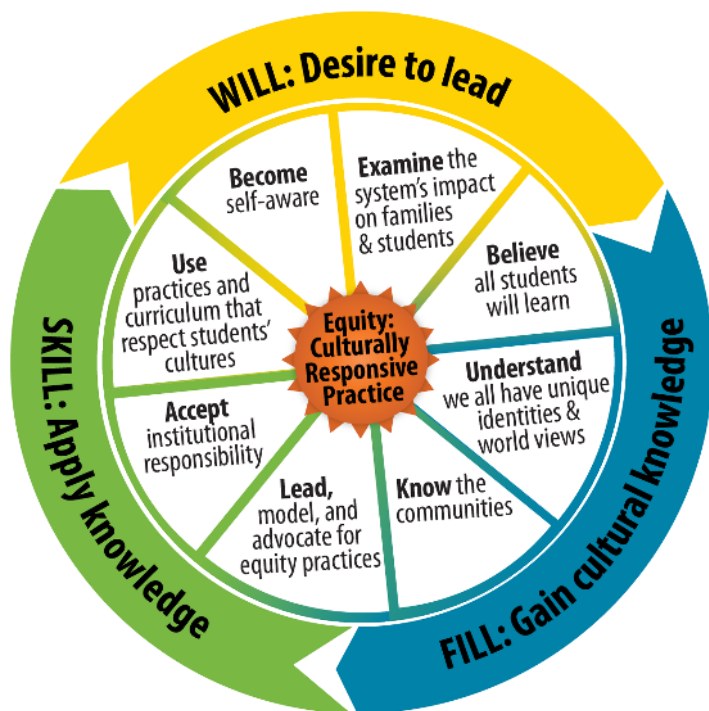 WILL: Desire to lead
Become
self-aware
Examine the
system's impact
on families
& students
Believe
all students
will learn
Understand
we all have unique
identities &
world views
Know the
communities
Lead,
model, and
advocate for
equity practices
Accept
institutional
responsibility
Use
practices and
curriculum that
respect students'
cultures
Equity:
Culturally
Responsive
Practice
FILL: Gain cultural knowledge
SKILL: Apply knowledge